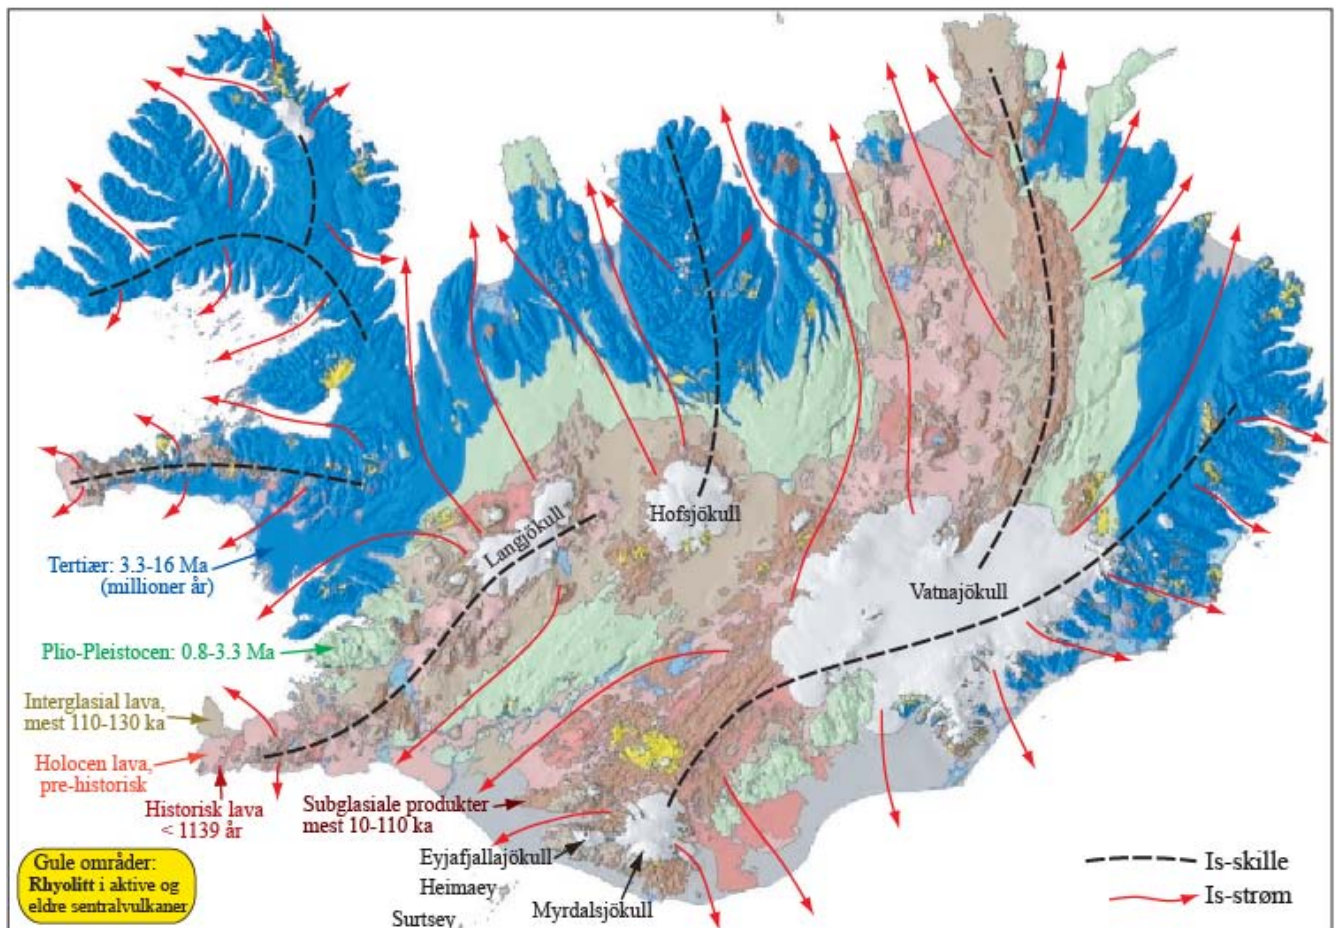 Langjökull
Hofsjökull
Vatnajökull
Tertiær: 3.3-16 Ma
(millioner år)
Plio-Pleistocen: 0.8-3.3 Ma
Interglasial lava,
mest 110-130 ka
Holocen lava,
pre-historisk
Historisk lava
< 1139 år
Subglasiale produkter
mest 10-110 ka
Eyjafjallajökull
Heimaey
Surtsey
Myrdalsjökull
Gule områder:
Rhyolitt i aktive og
eldre sentralvulkaner
Is-skille
Is-strøm